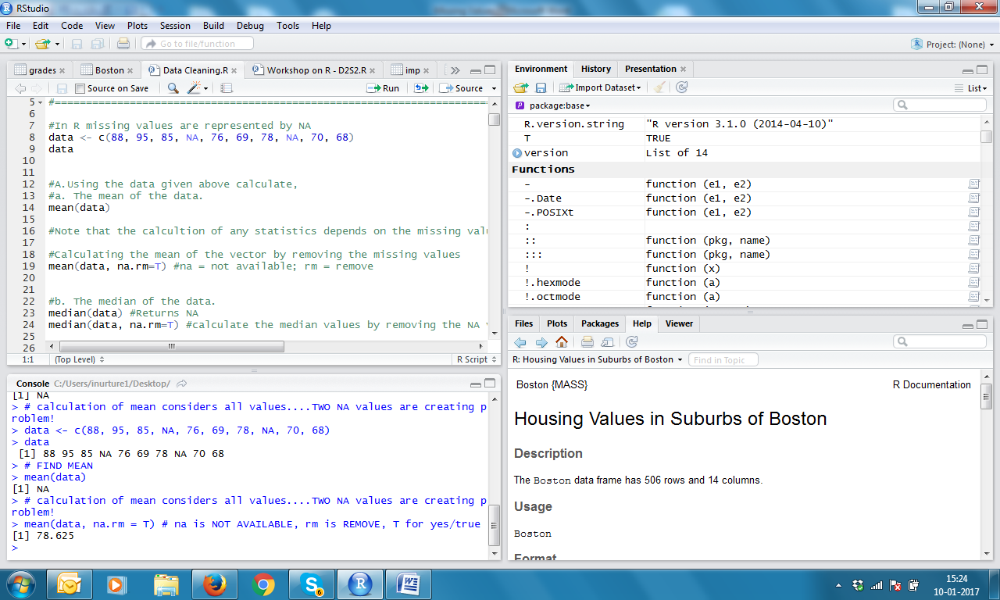 RStudio
File Edit Code View Plots Session Build Debug Tools Help
Go to file/function
Project: (None)
grades Boston Data Cleaning.R Workshop on R - D2S2.R imp
Source on Save Run Source
5 #======================================================================
6
7 #In R missing values are represented by NA
8 data <- c(88, 95, 85, NA, 76, 69, 78, NA, 70, 68)
9 data
10
11
12 #A.Using the data given above calculate,
13 #a. The mean of the data.
14 mean(data)
15
16 #Note that the calcultion of any statistics depends on the missing valu
17
18 #Calculating the mean of the vector by removing the missing values
19 mean(data, na.rm=T) #na = not available; rm = remove
20
21
22 #b. The median of the data.
23 median(data) #Returns NA
24 median(data, na.rm=T) #calculate the median values by removing the NA v
25
26
1:1 (Top Level) R Script
Console C:/Users/inurture1/Desktop/
[1] NA
> # calculation of mean considers all values....TWO NA values are creating p
roblem!
> data <- c(88, 95, 85, NA, 76, 69, 78, NA, 70, 68)
> data
[1] 88 95 85 NA 76 69 78 NA 70 68
> # FIND MEAN
> mean(data)
[1] NA
> # calculation of mean considers all values....TWO NA values are creating p
roblem!
> mean(data, na.rm = T) # na is NOT AVAILABLE, rm is REMOVE, T for yes/true
[1] 78.625
>
Environment History Presentation
Import Dataset List
package:base
R.version.string "R version 3.1.0 (2014-04-10)"
T TRUE
version List of 14
Functions
- function (e1, e2)
-.Date function (e1, e2)
-.POSIXt function (e1, e2)
:
:: function (pkg, name)
::: function (pkg, name)
! function (x)
!.hexmode function (a)
!.octmode function (a)
Files Plots Packages Help Viewer
R: Housing Values in Suburbs of Boston Find in Topic
Boston {MASS} R Documentation
Housing Values in Suburbs of Boston
Description
The Boston data frame has 506 rows and 14 columns.
Usage
Boston
Format
15:24
10-01-2017